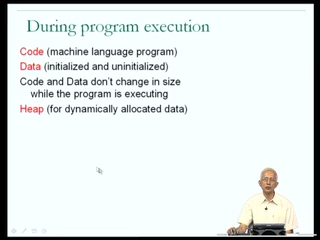 During program execution
Code (machine language program)
Data (initialized and uninitialized)
Code and Data don't change in size
while the program is executing
Heap (for dynamically allocated data)